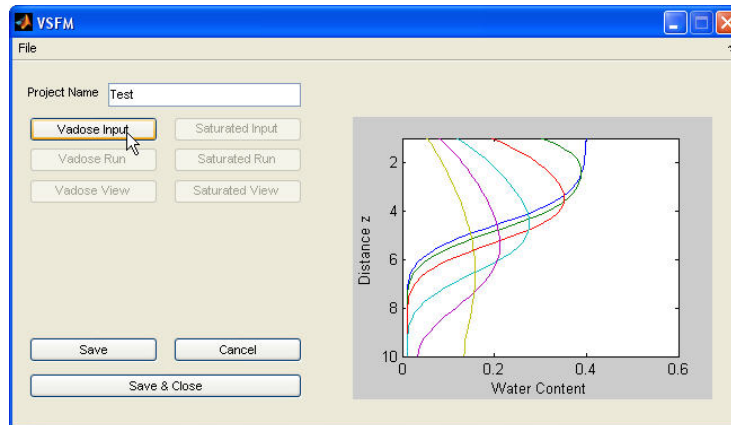 VSFM
File
Project Name Test
Vadose Input Saturated Input
Vadose Run Saturated Run
Vadose View Saturated View
Save Cancel
Save & Close
2
4
6
8
10
0 0.2 0.4 0.6
Distance z
Water Content